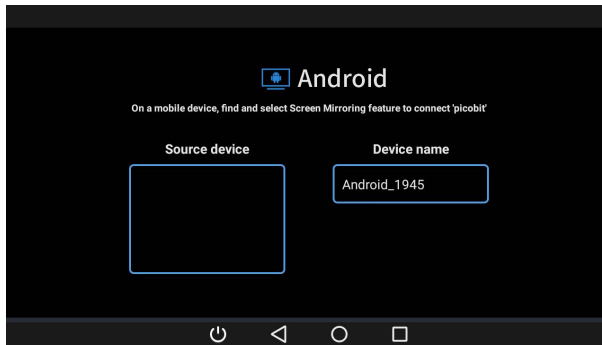 Android
On a mobile device, find and select Screen Mirroring feature to connect 'picobit'
Source device
Device name
Android_1945